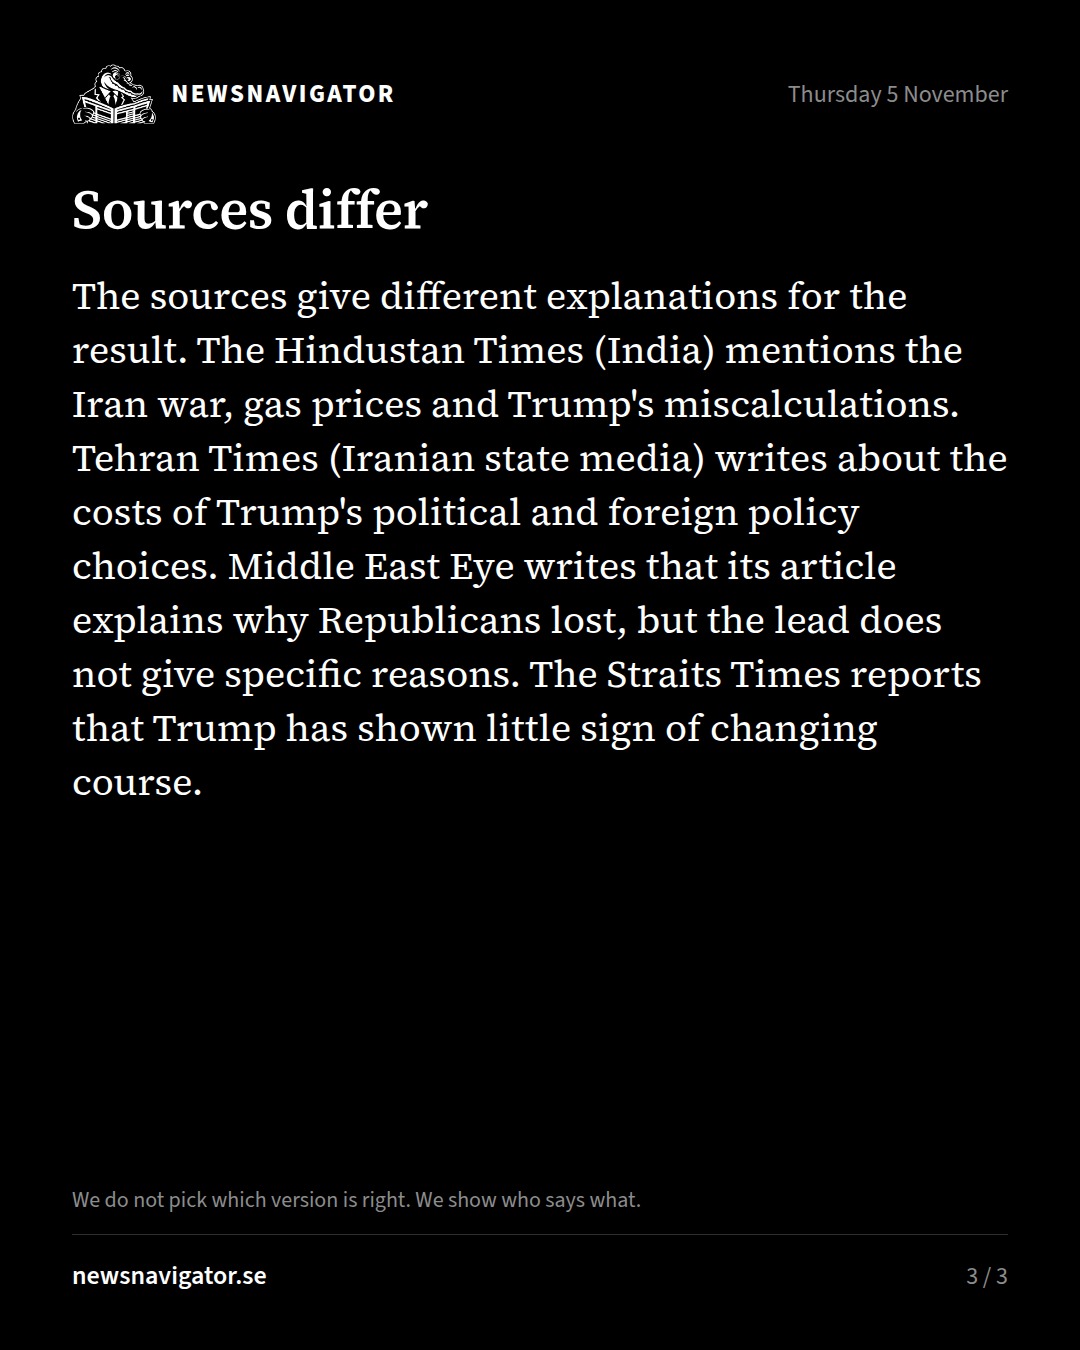 NEWSNAVIGATOR
Thursday 5 November
Sources differ
The sources give different explanations for the
result. The Hindustan Times (India) mentions the
Iran war, gas prices and Trump's miscalculations.
Tehran Times (Iranian state media) writes about the
costs of Trump's political and foreign policy
choices. Middle East Eye writes that its article
explains why Republicans lost, but the lead does
not give specific reasons. The Straits Times reports
that Trump has shown little sign of changing
course.
We do not pick which version is right. We show who says what.
newsnavigator.se
3 / 3